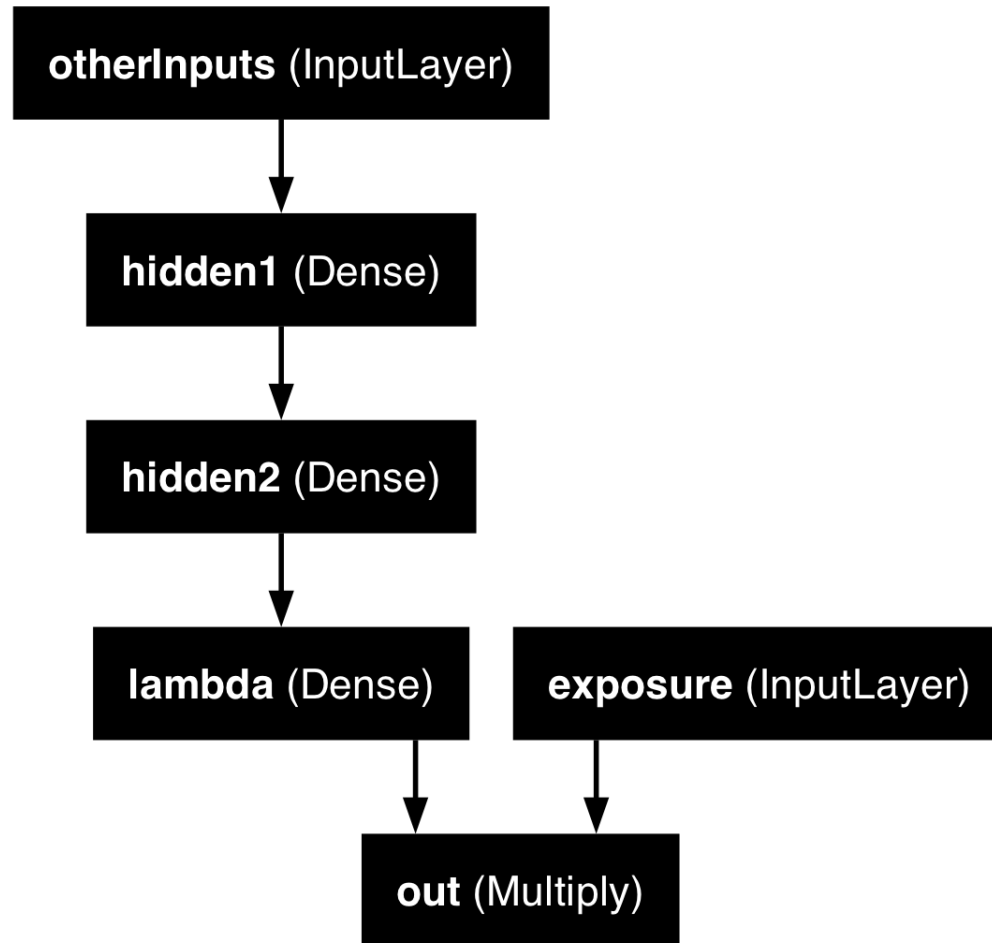 otherInputs (InputLayer)
hidden1 (Dense)
hidden2 (Dense)
lambda (Dense)
exposure (InputLayer)
out (Multiply)